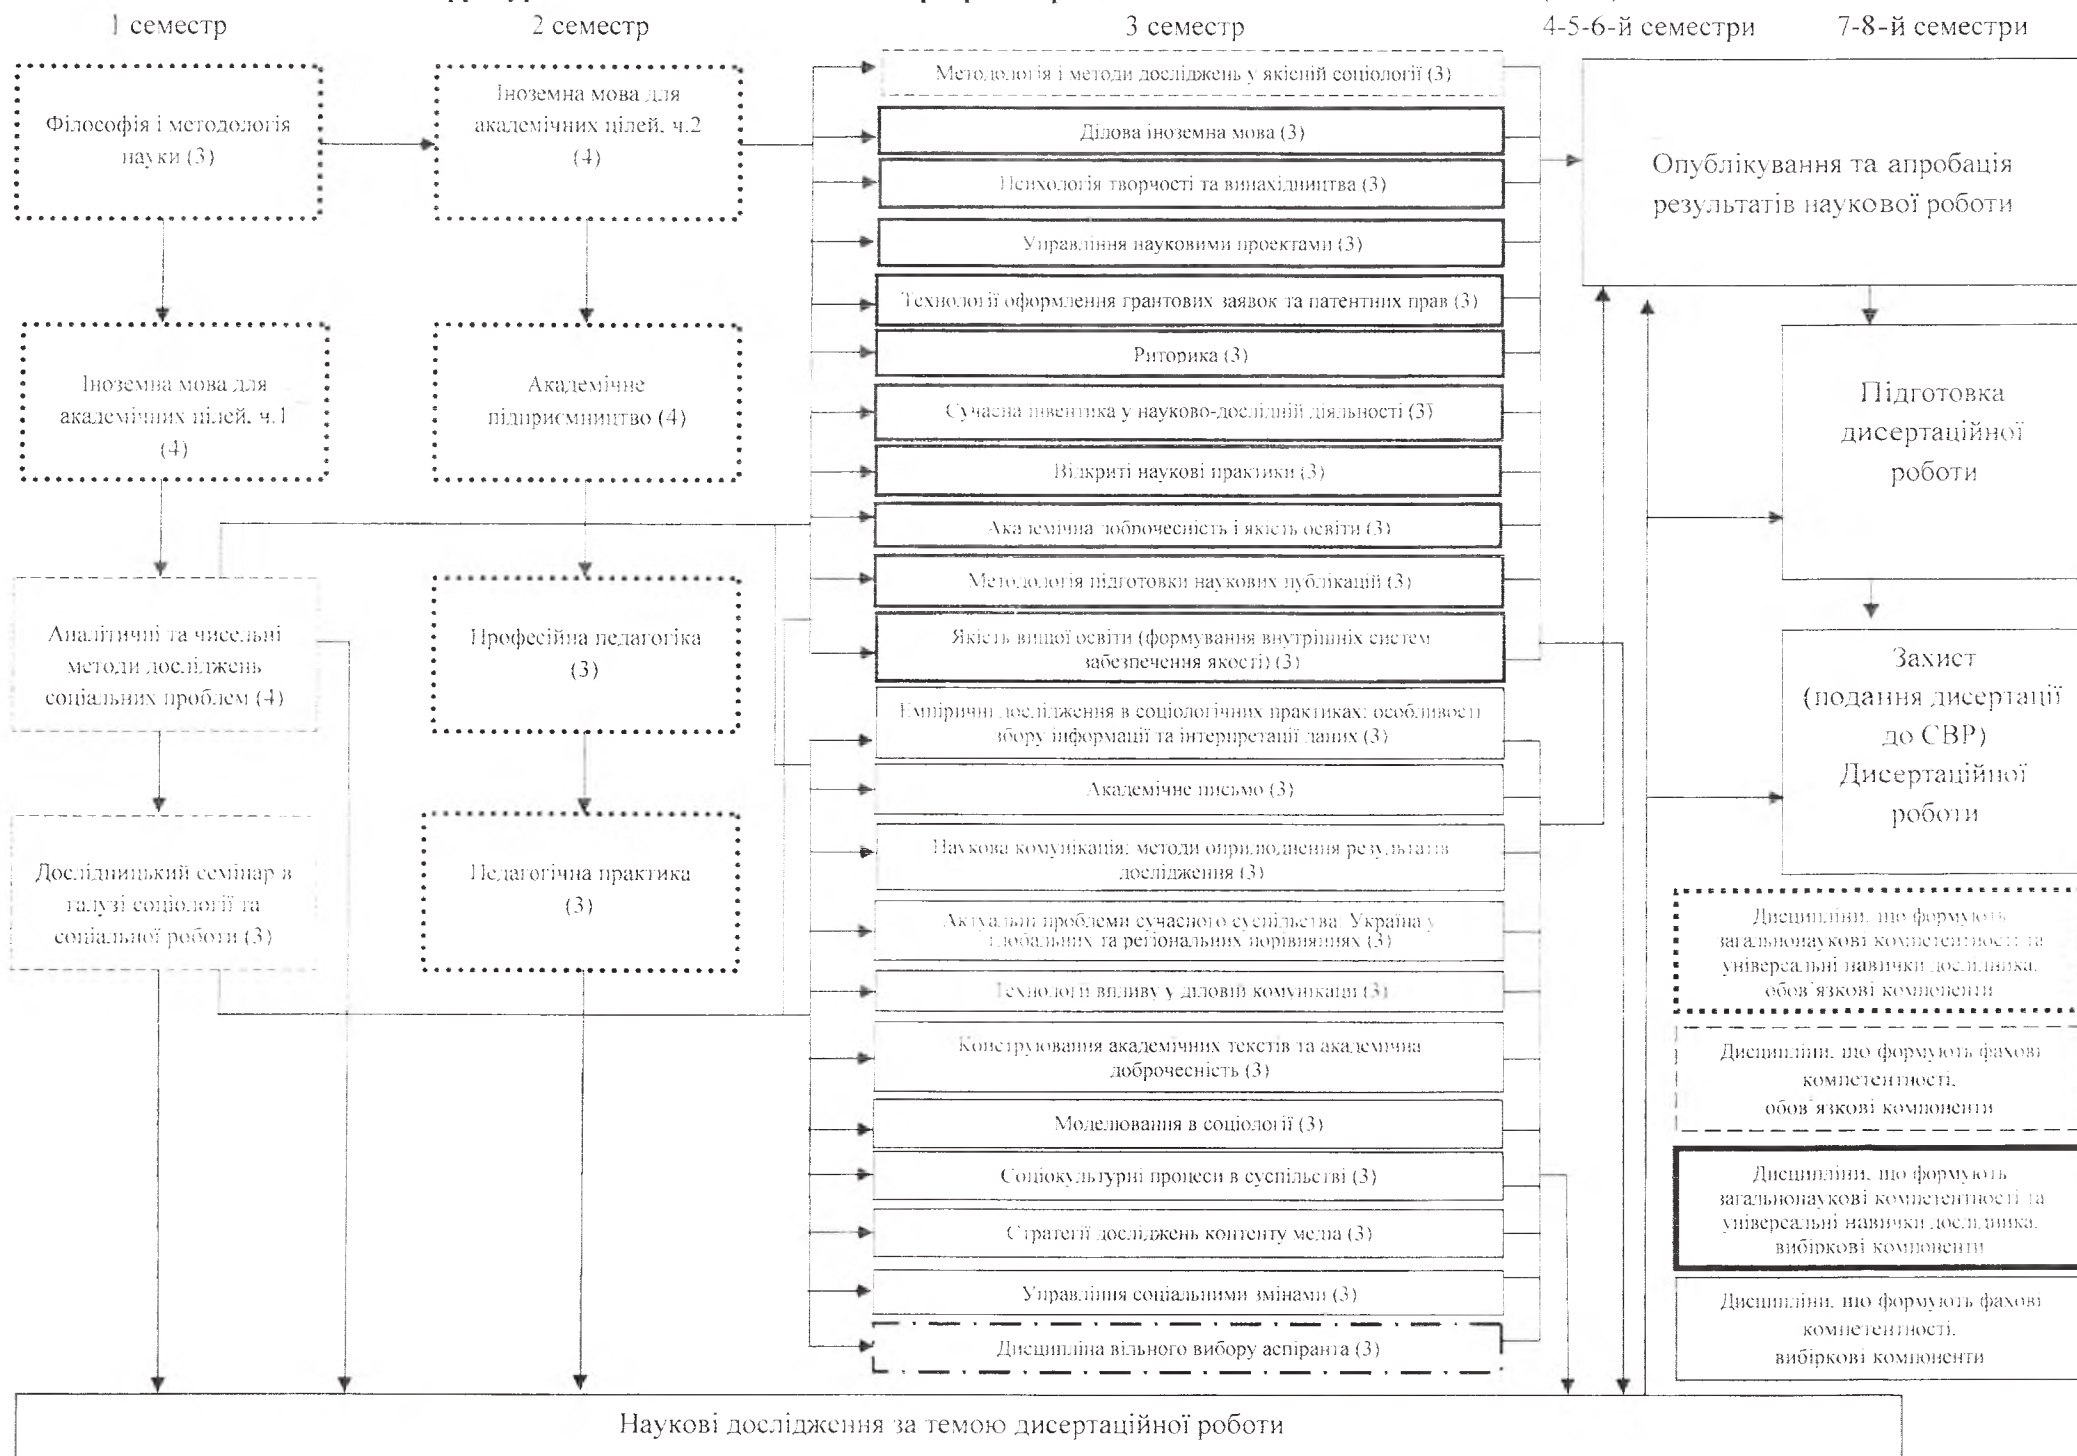 1 семестр
2 семестр
3 семестр
4-5-6-й семестри
7-8-й семестри
Філософія і методологія
науки (3)
Іноземна мова для
академічних цілей, ч.1
(4)
Аналітичні та чисельні
методи досліджень
соціальних проблем (4)
Дослідницький семінар в
галузі соціології та
соціальної роботи (3)
Іноземна мова для
академічних цілей, ч.2
(4)
Академічне
підприємництво (4)
Професійна педагогіка
(3)
Педагогічна практика
(3)
Методологія і методи досліджень у якісній соціології (3)
Ділова іноземна мова (3)
Психологія творчості та винахідництва (3)
Управління науковими проектами (3)
Технології оформлення грантових заявок та патентних прав (3)
Риторика (3)
Сучасна інвентика у науково-дослідній діяльності (3)
Відкриті наукові практики (3)
Академічна доброчесність і якість освіти (3)
Методологія підготовки наукових публікацій (3)
Якість вищої освіти (формування внутрішніх систем
забезпечення якості) (3)
Емпіричні дослідження в соціологічних практиках: особливості
збору інформації та інтерпретації даних (3)
Академічне письмо (3)
Наукова комунікація: методи оприлюднення результатів
дослідження (3)
Актуальні проблеми сучасного суспільства: Україна у
глобальних та регіональних порівняннях (3)
Технології впливу у діловій комунікації (3)
Конструювання академічних текстів та академічна
доброчесність (3)
Моделювання в соціології (3)
Соціокультурні процеси в суспільстві (3)
Стратегії досліджень контенту медіа (3)
Управління соціальними змінами (3)
Дисципліна вільного вибору аспіранта (3)
Опублікування та апробація
результатів наукової роботи
Підготовка
дисертаційної
роботи
Захист
(подання дисертації
до СВР)
Дисертаційної
роботи
Дисципліни, що формують
загальнонаукові компетентності та
універсальні навички дослідника,
обов'язкові компоненти
Дисципліни, що формують фахові
компетентності,
обов'язкові компоненти
Дисципліни, що формують
загальнонаукові компетентності та
універсальні навички дослідника,
вибіркові компоненти
Дисципліни, що формують фахові
компетентності,
вибіркові компоненти
Наукові дослідження за темою дисертаційної роботи